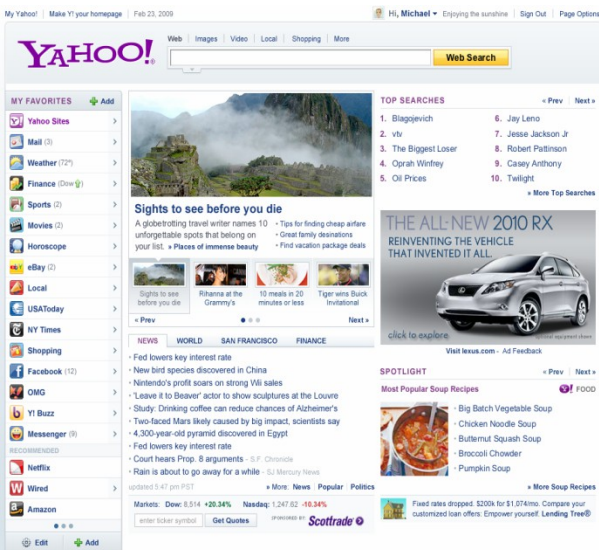 My Yahoo! | Make Y! your homepage | Feb 23, 2009
Hi, Michael Enjoying the sunshine | Sign Out | Page Options
YAHOO!
Web | Images | Video | Local | Shopping | More
Web Search
MY FAVORITES Add
Yahoo Sites
Mail (3)
Weather (72°)
Finance (Dow)
Sports (2)
Movies (2)
Horoscope
eBay (2)
Local
USAToday
NY Times
Shopping
Facebook (12)
OMG
Y! Buzz
Messenger (9)
RECOMMENDED
Netflix
Wired
Amazon
Edit Add
Sights to see before you die
A globetrotting travel writer names 10
unforgettable spots that belong on
your list. » Places of immense beauty
• Tips for finding cheap airfare
• Great family desinations
• Find vacation package deals
Sights to see
before you die
Rihanna at the
Grammy's
10 meals in 20
minutes or less
Tiger wins Buick
Invitational
« Prev
Next »
NEWS WORLD SAN FRANCISCO FINANCE
• Fed lowers key interest rate
• New bird species discovered in China
• Nintendo's profit soars on strong Wii sales
• 'Leave it to Beaver' actor to show sculptures at the Louvre
• Study: Drinking coffee can reduce chances of Alzheimer's
• Two-faced Mars likely caused by big impact, scientists say
• 4,300-year-old pyramid discovered in Egypt
• Fed lowers key interest rate
• Court hears Prop. 8 arguments - S.F. Chronicle
• Rain is about to go away for a while - SJ Mercury News
updated 5:47 pm PST
» More: News | Popular | Politics
Markets: Dow: 8,514 +20.34% Nasdaq: 1,247.62 -10.34%
enter ticker symbol Get Quotes SPONSORED BY Scottrade
TOP SEARCHES « Prev | Next »
1. Blagojevich
2. vtv
3. The Biggest Loser
4. Oprah Winfrey
5. Oil Prices
6. Jay Leno
7. Jesse Jackson Jr
8. Robert Pattinson
9. Casey Anthony
10. Twilight
» More Top Searches
THE ALL-NEW 2010 RX
REINVENTING THE VEHICLE
THAT INVENTED IT ALL.
click to explore
special equipment shown
Visit lexus.com - Ad Feedback
SPOTLIGHT « Prev | Next »
Most Popular Soup Recipes
Y! FOOD
• Big Batch Vegetable Soup
• Chicken Noodle Soup
• Butternut Squash Soup
• Broccoli Chowder
• Pumpkin Soup
» More Soup Recipes
Fixed rates dropped. $200k for $1,074/mo. Compare your
customized loan offers. Empower yourself. Lending Tree®